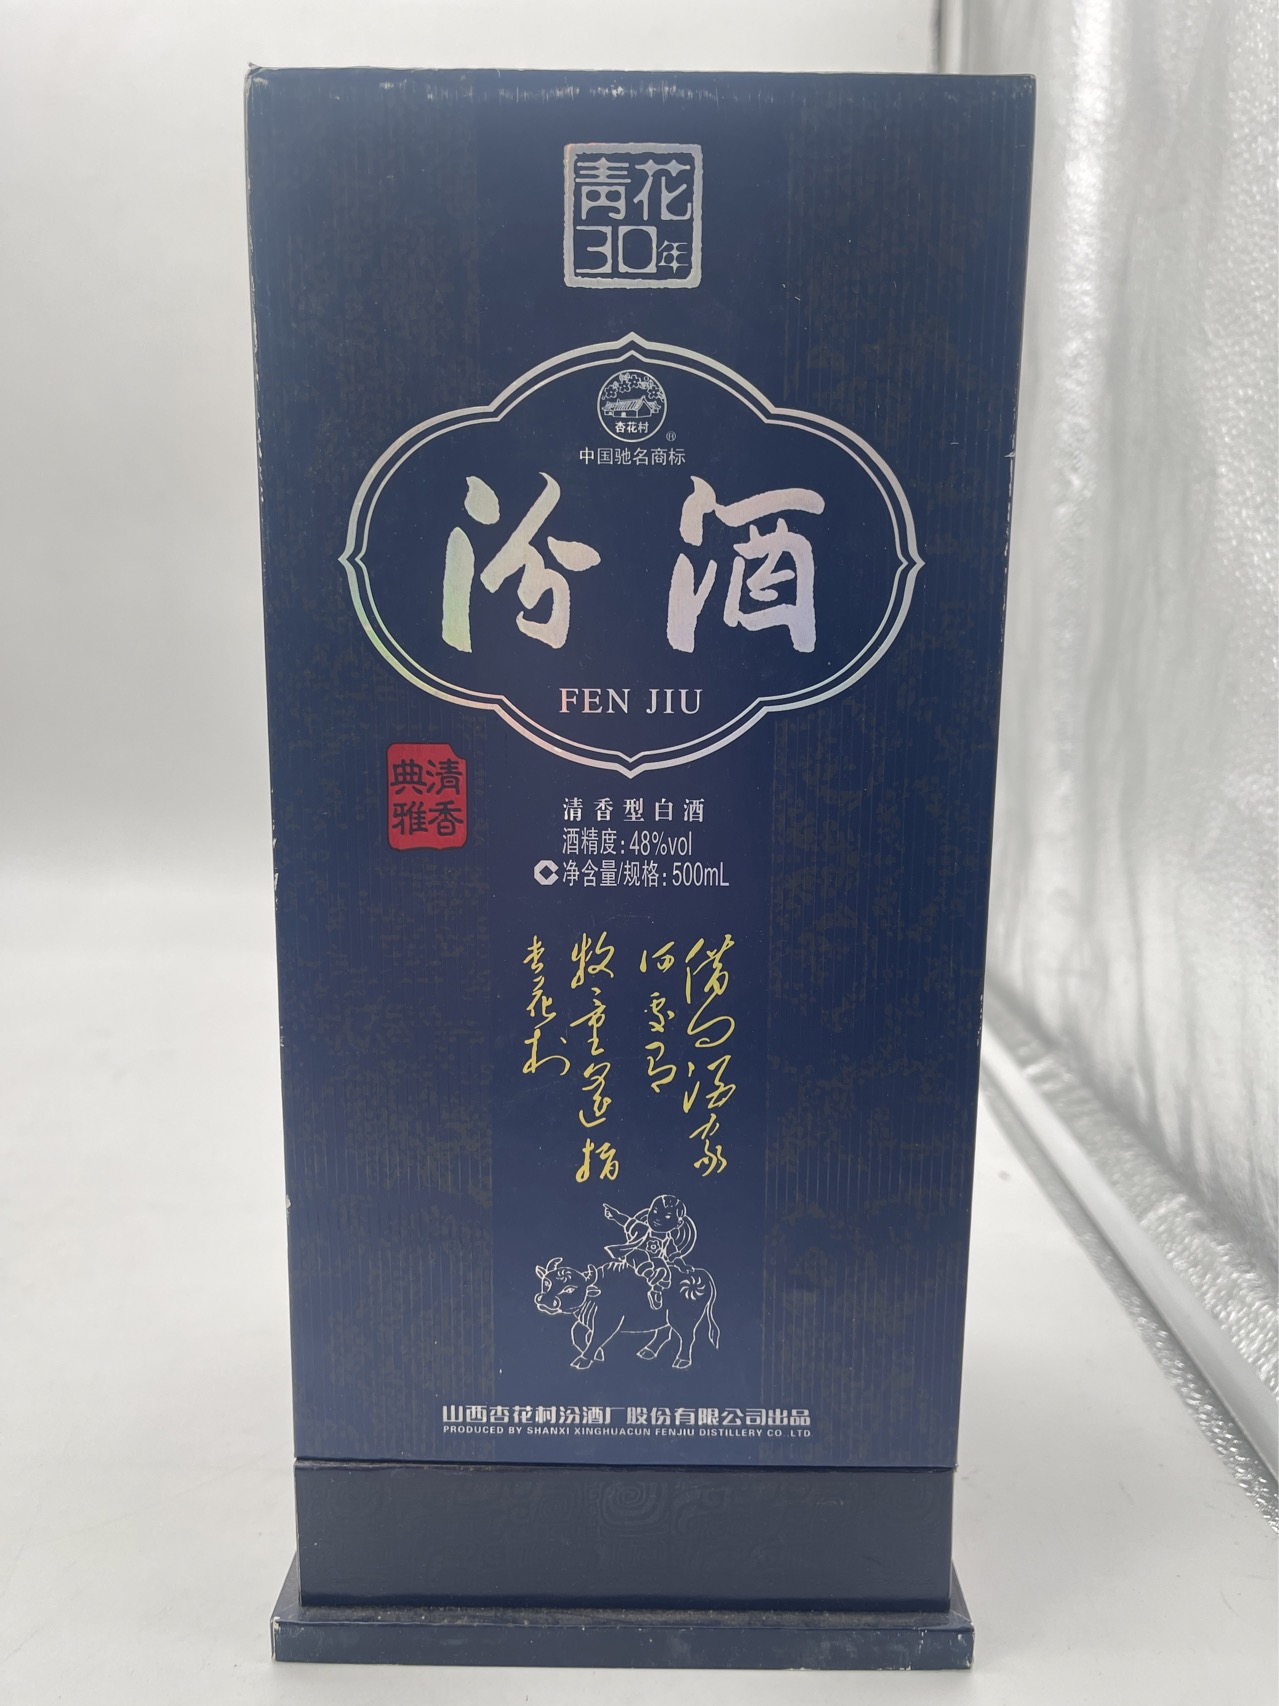 青花
30年
杏花村
®
中国驰名商标
汾酒
FEN JIU
清香
典雅
清香型白酒
酒精度:48%vol
净含量/规格:500mL
借问酒家
何处有
牧童遥指
杏花村
山西杏花村汾酒厂股份有限公司出品
PRODUCED BY SHANXI XINGHUACUN FENJIU DISTILLERY CO.,LTD